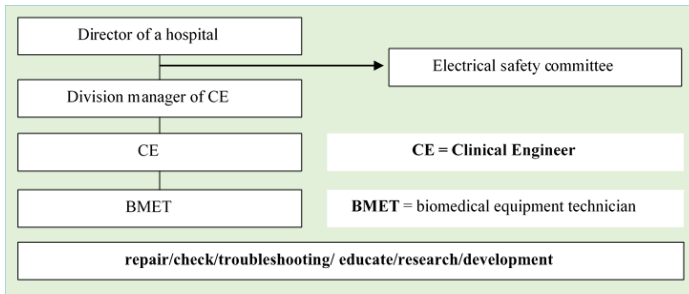 Director of a hospital
Electrical safety committee
Division manager of CE
CE
CE = Clinical Engineer
BMET
BMET = biomedical equipment technician
repair/check/troubleshooting/ educate/research/development